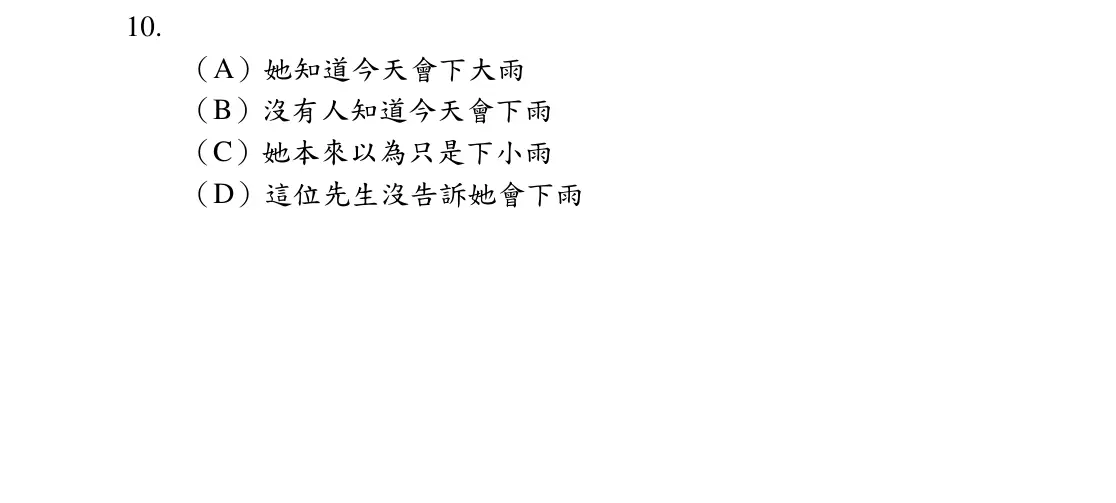 10.
（A）她知道今天會下大雨
（B）沒有人知道今天會下雨
（C）她本來以為只是下小雨
（D）這位先生沒告訴她會下雨